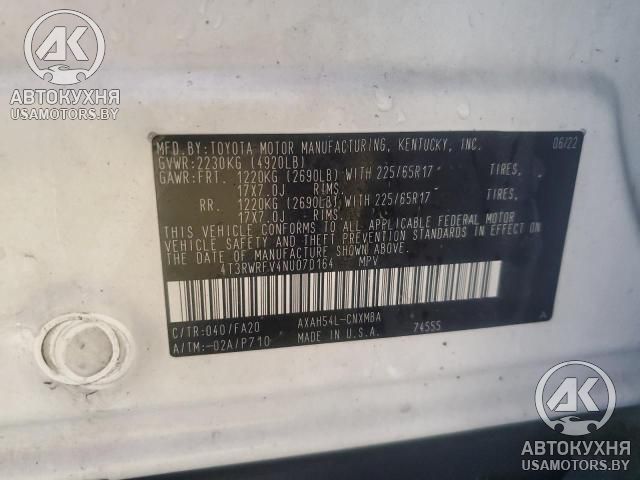 АК
АВТОКУХНЯ
USAMOTORS.BY
MFD.BY:TOYOTA MOTOR MANUFACTURING, KENTUCKY, INC. 06/22
GVWR:2230KG (4920LB)
GAWR:FRT. 1220KG (2690LB) WITH 225/65R17 TIRES,
17X7.0J RIMS,
RR. 1220KG (2690LB) WITH 225/65R17 TIRES,
17X7.0J RIMS.
THIS VEHICLE CONFORMS TO ALL APPLICABLE FEDERAL MOTOR
VEHICLE SAFETY AND THEFT PREVENTION STANDARDS IN EFFECT ON
THE DATE OF MANUFACTURE SHOWN ABOVE.
4T3RWRFV4NU070164 MPV
C/TR:040/FA20 AXAH54L-CNXMBA 74555 A
A/TM:-02A/P710 MADE IN U.S.A.
АК
АВТОКУХНЯ
USAMOTORS.BY